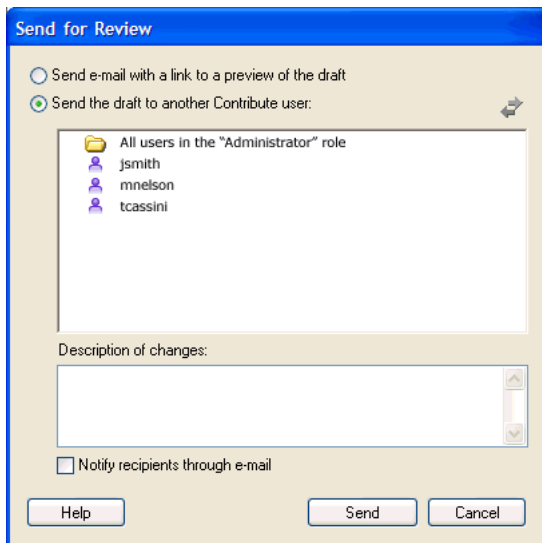 Send for Review
Send e-mail with a link to a preview of the draft
Send the draft to another Contribute user:
All users in the “Administrator” role
jsmith
mnelson
tcassini
Description of changes:
Notify recipients through e-mail
Help Send Cancel